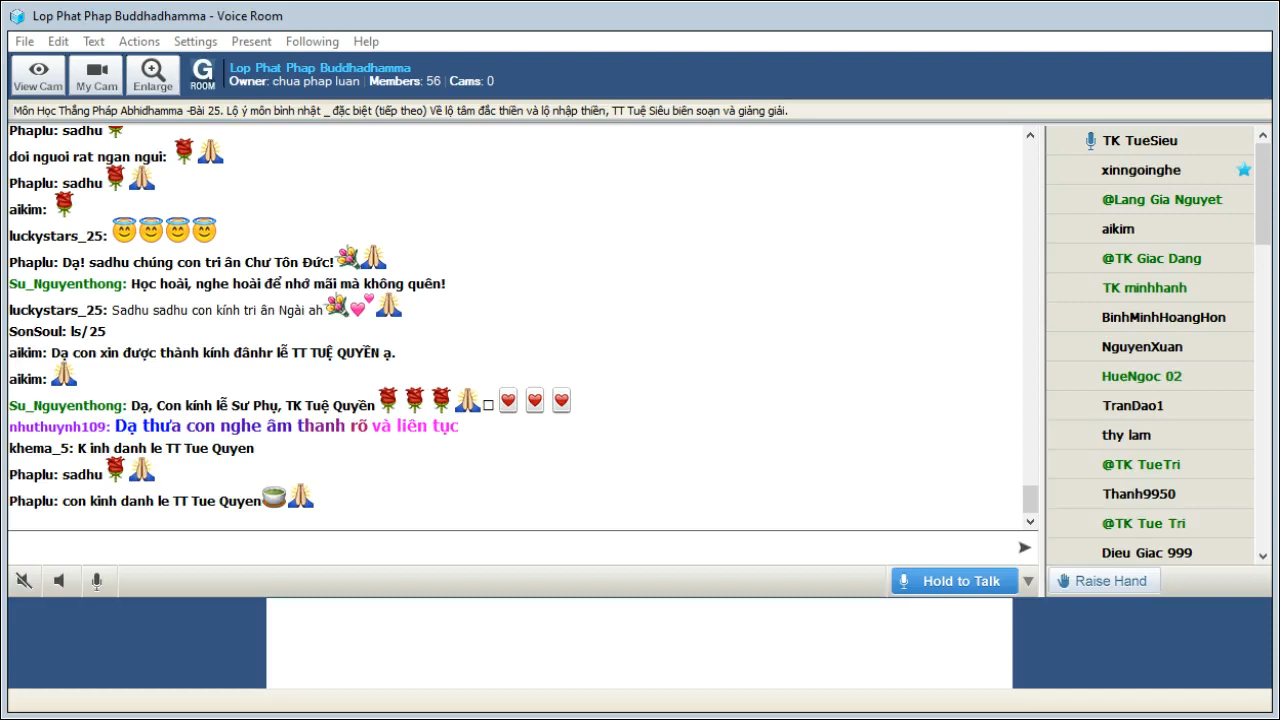 Lop Phat Phap Buddhadhamma - Voice Room
File Edit Text Actions Settings Present Following Help
View Cam My Cam Enlarge G ROOM
Lop Phat Phap Buddhadhamma
Owner: chua phap luan Members: 56 Cams: 0
Môn Học Thắng Pháp Abhidhamma -Bài 25. Lộ ý môn bình nhật _ đặc biệt (tiếp theo) Về lộ tâm đắc thiền và lộ nhập thiền, TT Tuệ Siêu biên soạn và giảng giải.
Phaplu: sadhu
doi nguoi rat ngan ngui:
Phaplu: sadhu
aikim:
luckystars_25:
Phaplu: Dạ! sadhu chúng con tri ân Chư Tôn Đức!
Su_Nguyenthong: Học hoài, nghe hoài để nhớ mãi mà không quên!
luckystars_25: Sadhu sadhu con kính tri ân Ngài ah
SonSoul: ls/25
aikim: Dạ con xin được thành kính đânhr lễ TT TUỆ QUYỀN ạ.
aikim:
Su_Nguyenthong: Dạ, Con kính lễ Sư Phụ, TK Tuệ Quyền
nhuthuynh109: Dạ thưa con nghe âm thanh rõ và liên tục
khema_5: K inh danh le TT Tue Quyen
Phaplu: sadhu
Phaplu: con kinh danh le TT Tue Quyen
TK TueSieu
xinngoinghe
@Lang Gia Nguyet
aikim
@TK Giac Dang
TK minhhanh
BinhMinhHoangHon
NguyenXuan
HueNgoc 02
TranDao1
thy lam
@TK TueTri
Thanh9950
@TK Tue Tri
Dieu Giac 999
Hold to Talk
Raise Hand